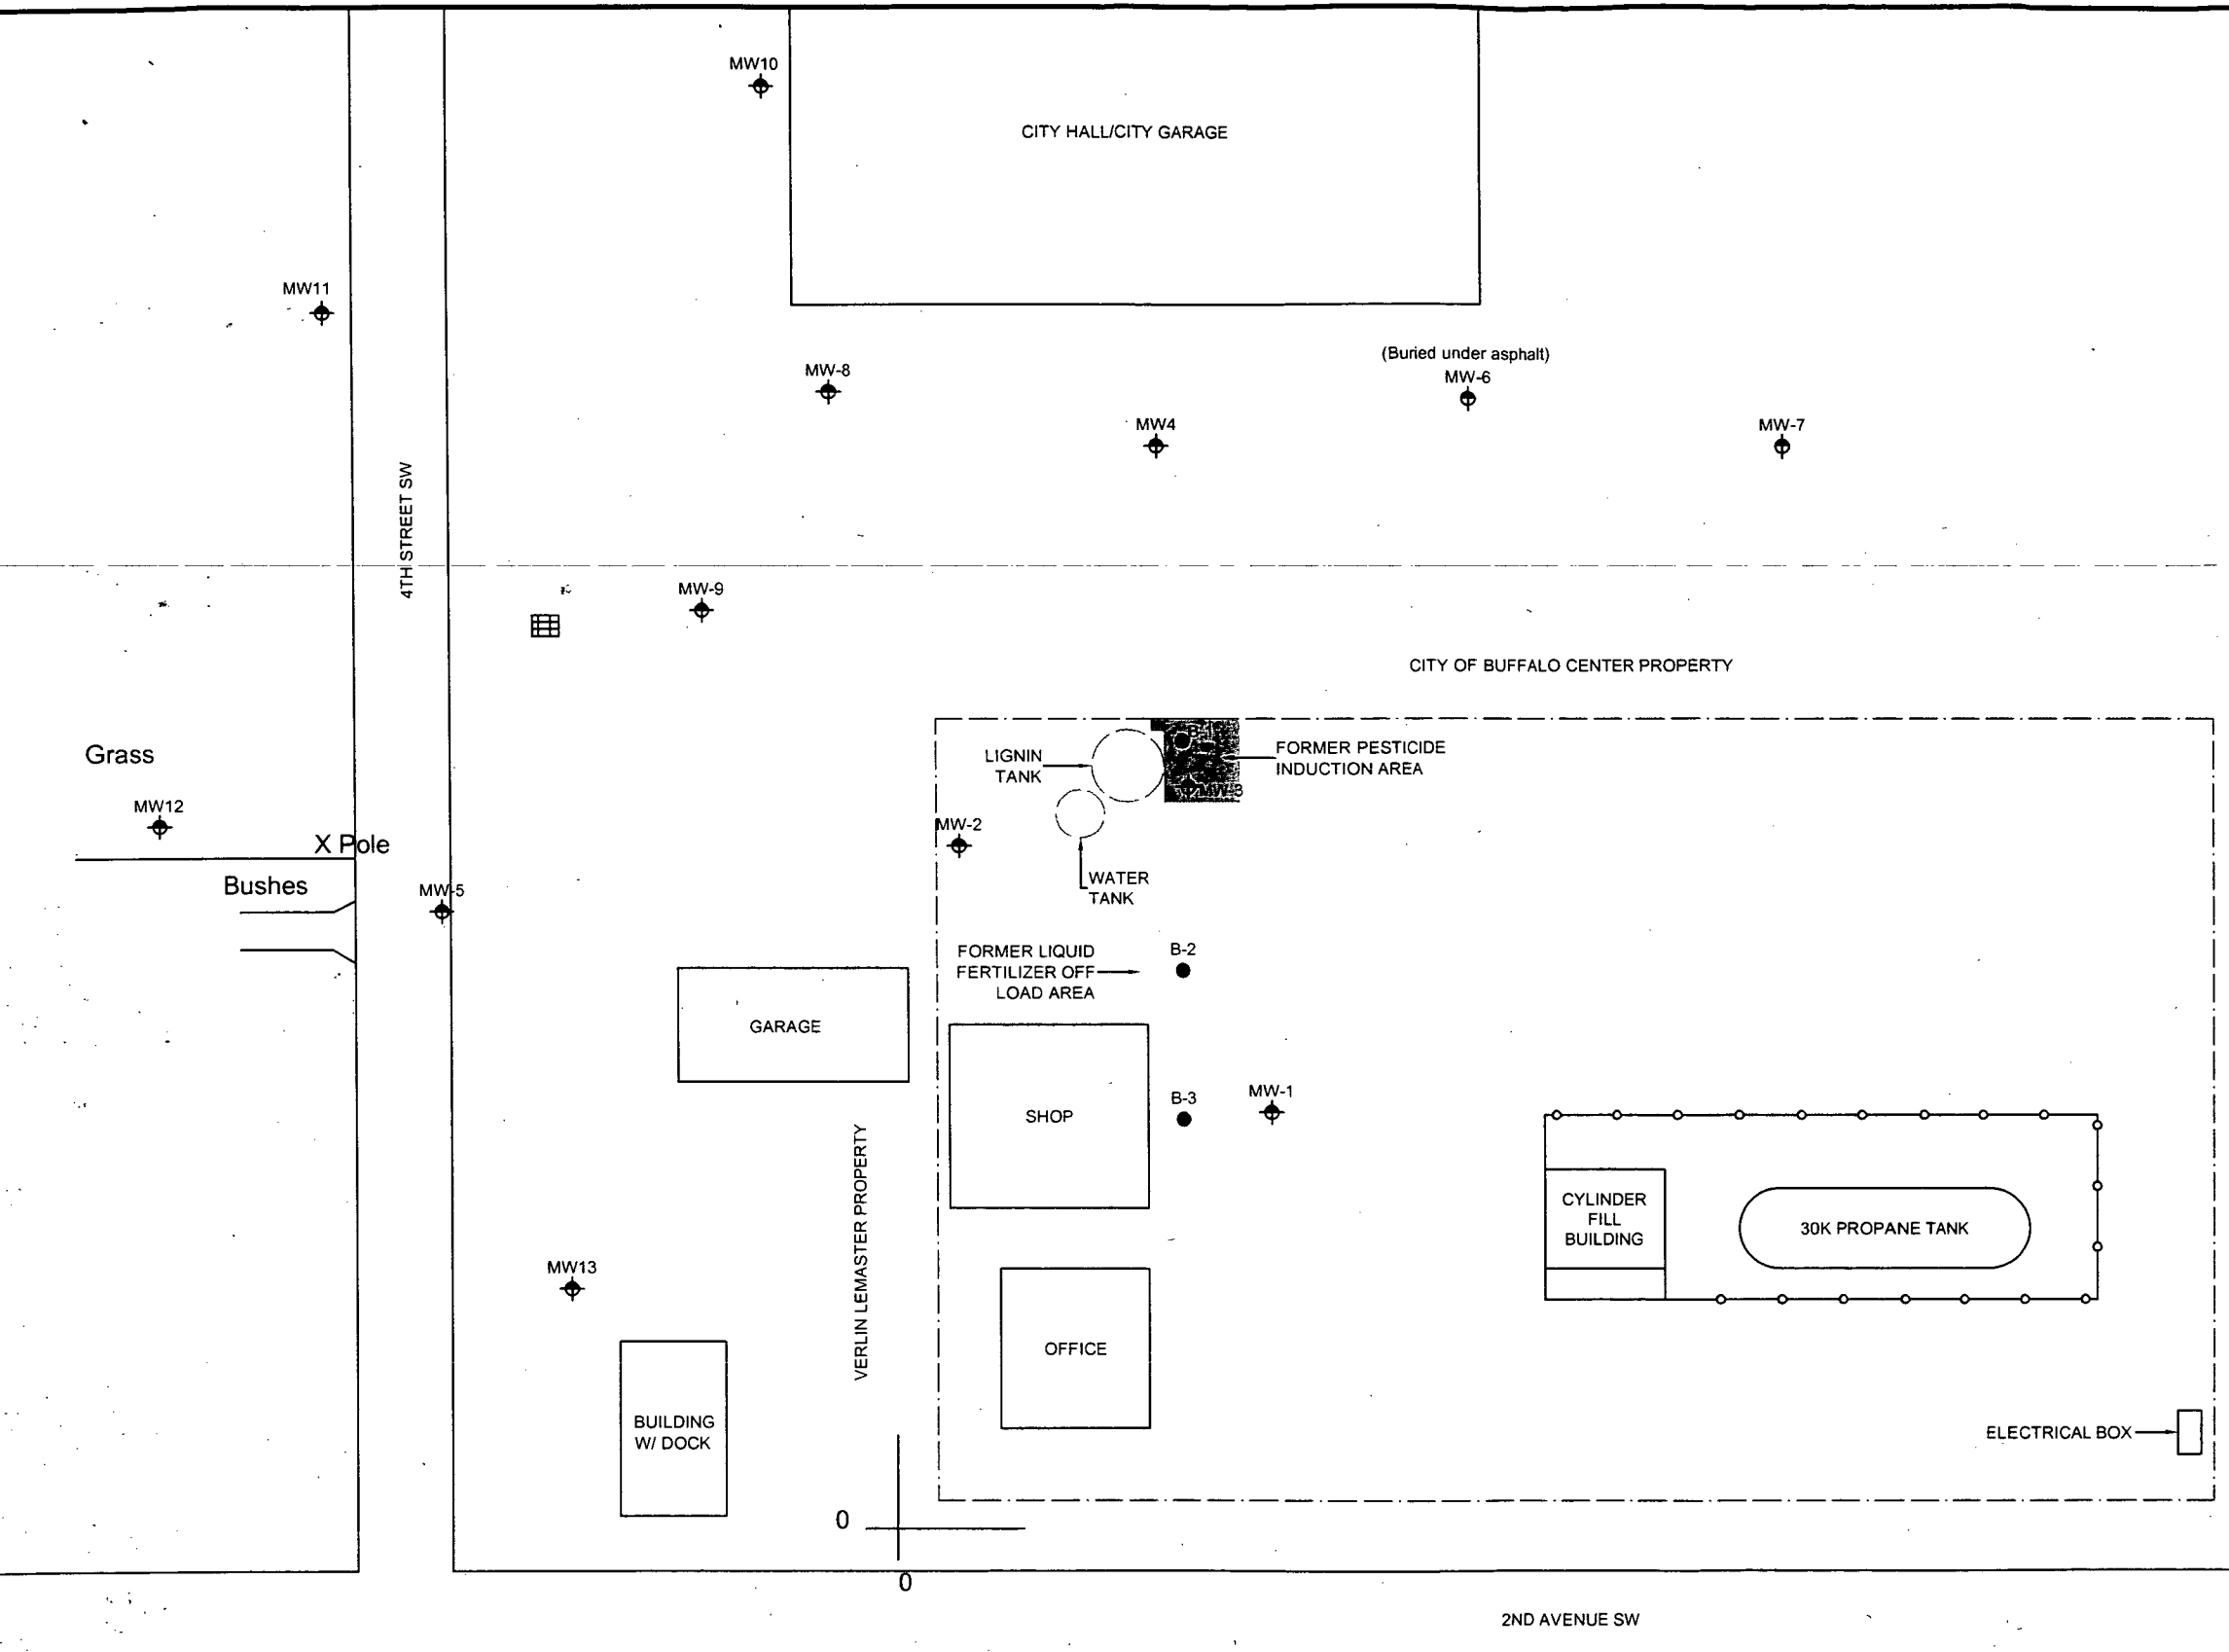 MW10
CITY HALL/CITY GARAGE
MW11
(Buried under asphalt)
MW-8
MW-6
MW4
MW-7
4TH STREET SW
MW-9
CITY OF BUFFALO CENTER PROPERTY
Grass
LIGNIN
TANK
FORMER PESTICIDE
INDUCTION AREA
MW-3
MW12
X Pole
MW-2
Bushes
MW-5
WATER
TANK
FORMER LIQUID
FERTILIZER OFF
LOAD AREA
B-2
GARAGE
SHOP
B-3
MW-1
VERLIN LEMASTER PROPERTY
CYLINDER
FILL
BUILDING
30K PROPANE TANK
MW13
OFFICE
BUILDING
W/ DOCK
ELECTRICAL BOX
0
0
2ND AVENUE SW